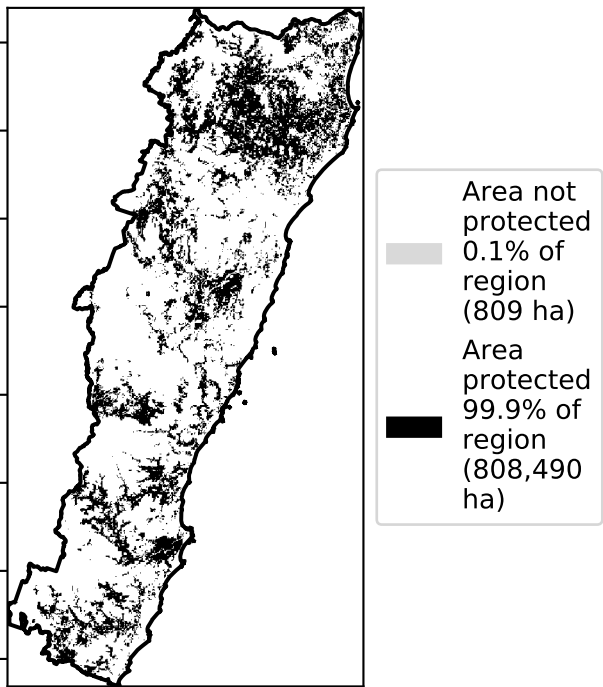 Area not
protected
0.1% of
region
(809 ha)
Area
protected
99.9% of
region
(808,490
ha)